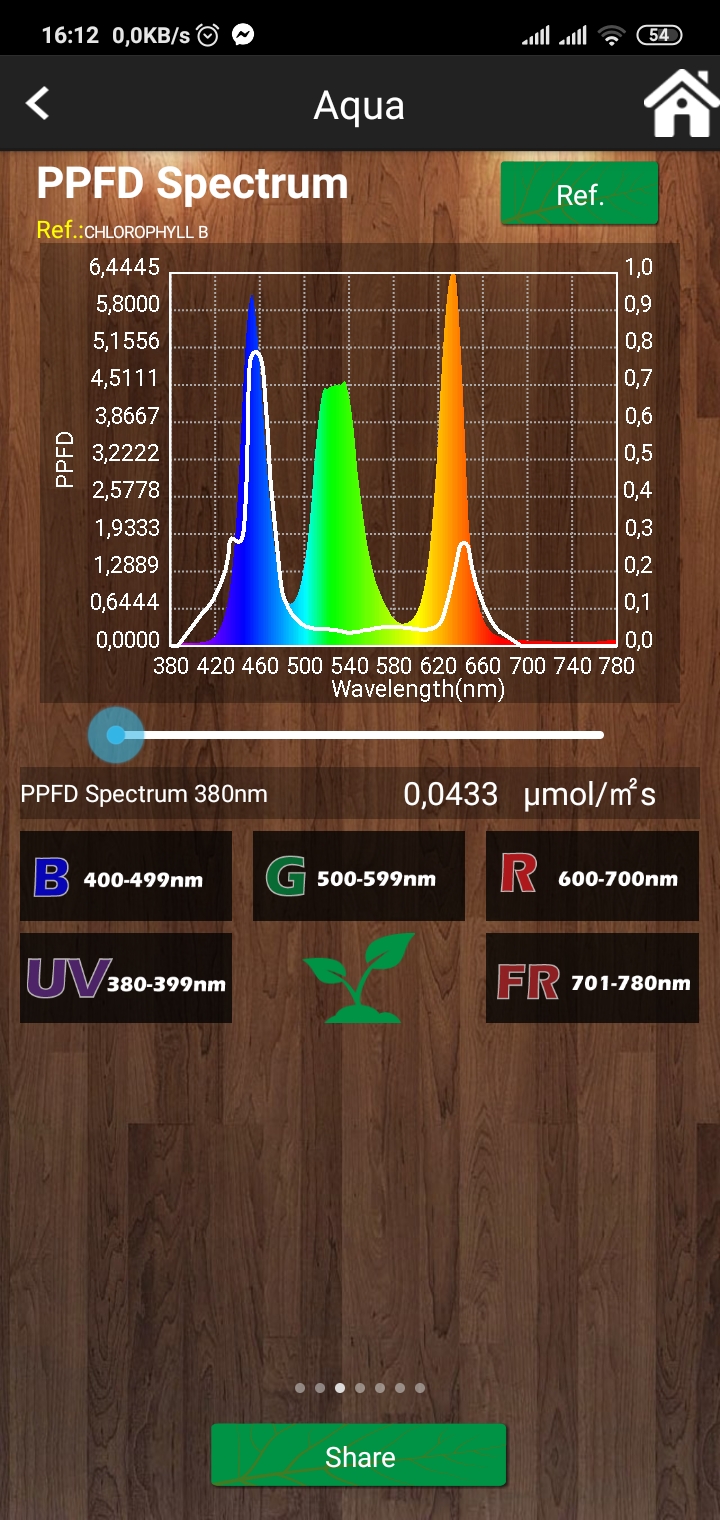 16:12 0,0KB/s 54
Aqua
PPFD Spectrum
Ref.
Ref.:CHLOROPHYLL B
6,4445 1,0
5,8000 0,9
5,1556 0,8
4,5111 0,7
3,8667 0,6
3,2222 0,5
2,5778 0,4
1,9333 0,3
1,2889 0,2
0,6444 0,1
0,0000 0,0
PPFD
380 420 460 500 540 580 620 660 700 740 780
Wavelength(nm)
PPFD Spectrum 380nm 0,0433 μmol/㎡s
B 400-499nm G 500-599nm R 600-700nm
UV 380-399nm FR 701-780nm
Share